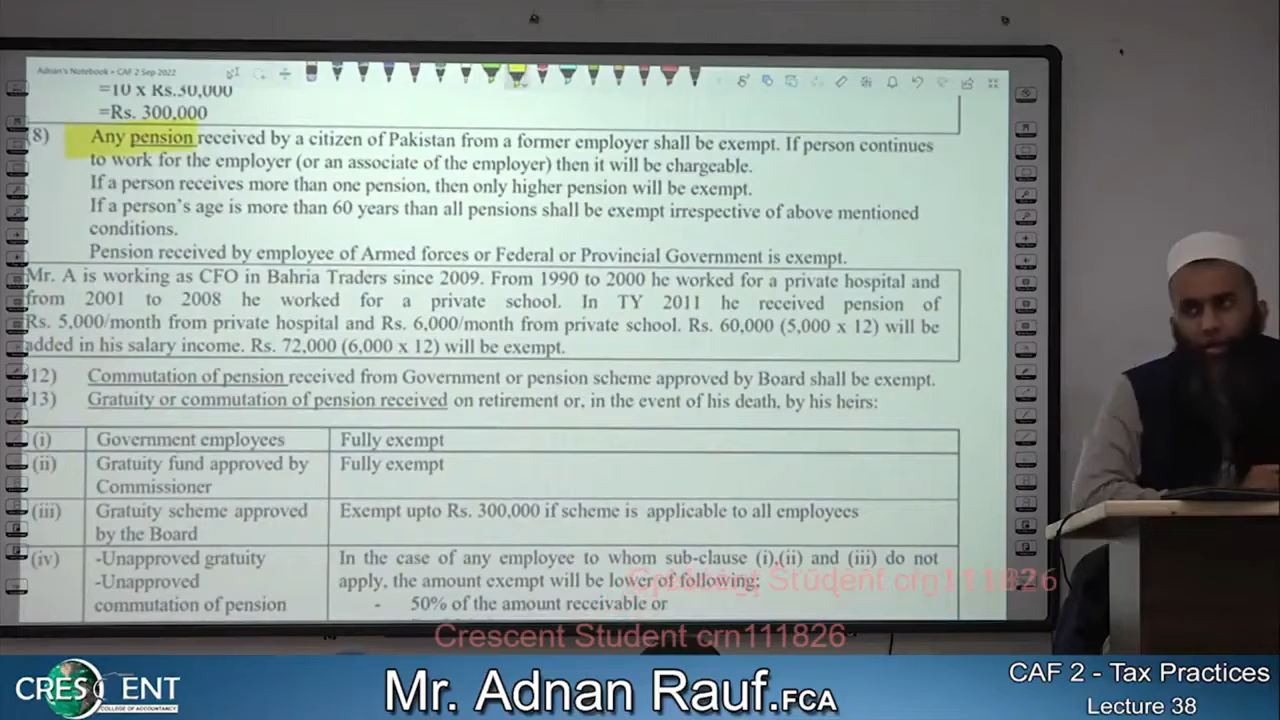 Adnan's Notebook » CAF 2 Sep 2022
=10 x Rs.30,000
=Rs. 300,000
(8) Any pension received by a citizen of Pakistan from a former employer shall be exempt. If person continues
to work for the employer (or an associate of the employer) then it will be chargeable.
If a person receives more than one pension, then only higher pension will be exempt.
If a person's age is more than 60 years than all pensions shall be exempt irrespective of above mentioned
conditions.
Pension received by employee of Armed forces or Federal or Provincial Government is exempt.
Mr. A is working as CFO in Bahria Traders since 2009. From 1990 to 2000 he worked for a private hospital and
from 2001 to 2008 he worked for a private school. In TY 2011 he received pension of
Rs. 5,000/month from private hospital and Rs. 6,000/month from private school. Rs. 60,000 (5,000 x 12) will be
added in his salary income. Rs. 72,000 (6,000 x 12) will be exempt.
(12) Commutation of pension received from Government or pension scheme approved by Board shall be exempt.
(13) Gratuity or commutation of pension received on retirement or, in the event of his death, by his heirs:
(i) Government employees Fully exempt
(ii) Gratuity fund approved by Fully exempt
Commissioner
(iii) Gratuity scheme approved Exempt upto Rs. 300,000 if scheme is applicable to all employees
by the Board
(iv) -Unapproved gratuity In the case of any employee to whom sub-clause (i),(ii) and (iii) do not
-Unapproved apply, the amount exempt will be lower of following;
commutation of pension - 50% of the amount receivable or
Crescent Student crn111826
CRESCENT
COLLEGE OF ACCOUNTANCY
Mr. Adnan Rauf.FCA
CAF 2 - Tax Practices
Lecture 38